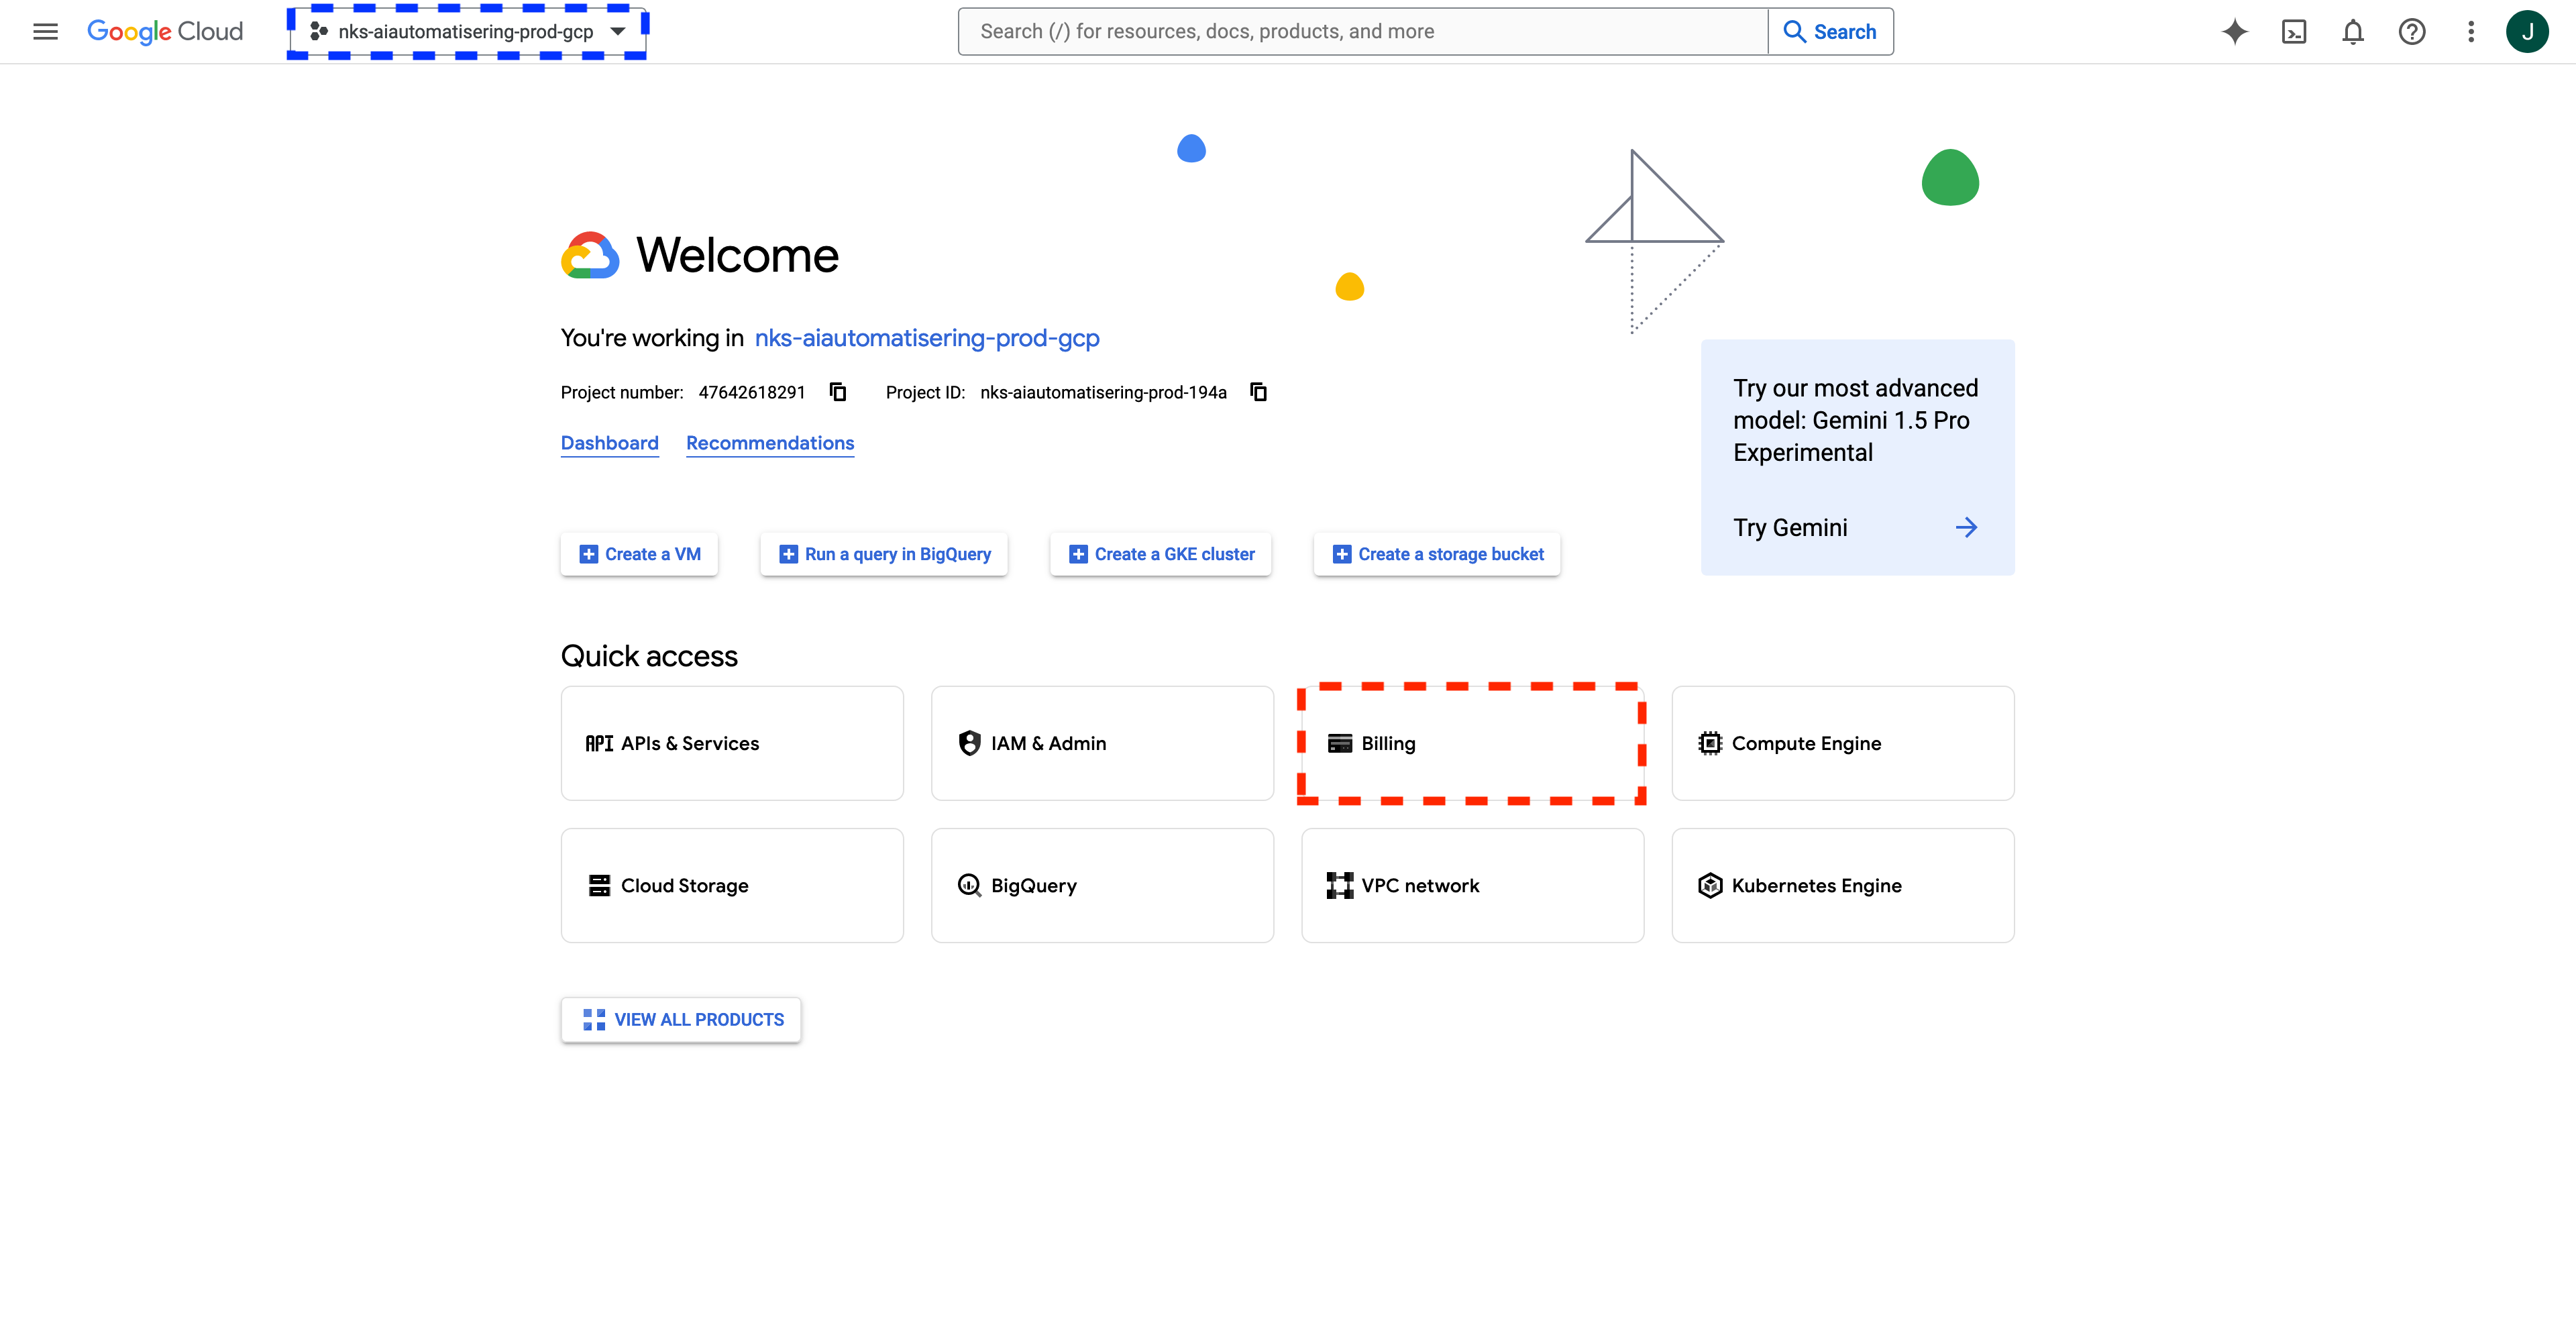 Google Cloud
nks-aiautomatisering-prod-gcp
Search (/) for resources, docs, products, and more
Search
J
Welcome
You're working in nks-aiautomatisering-prod-gcp
Project number: 47642618291 Project ID: nks-aiautomatisering-prod-194a
Dashboard Recommendations
Try our most advanced
model: Gemini 1.5 Pro
Experimental
Try Gemini
Create a VM
Run a query in BigQuery
Create a GKE cluster
Create a storage bucket
Quick access
API APIs & Services
IAM & Admin
Billing
Compute Engine
Cloud Storage
BigQuery
VPC network
Kubernetes Engine
VIEW ALL PRODUCTS